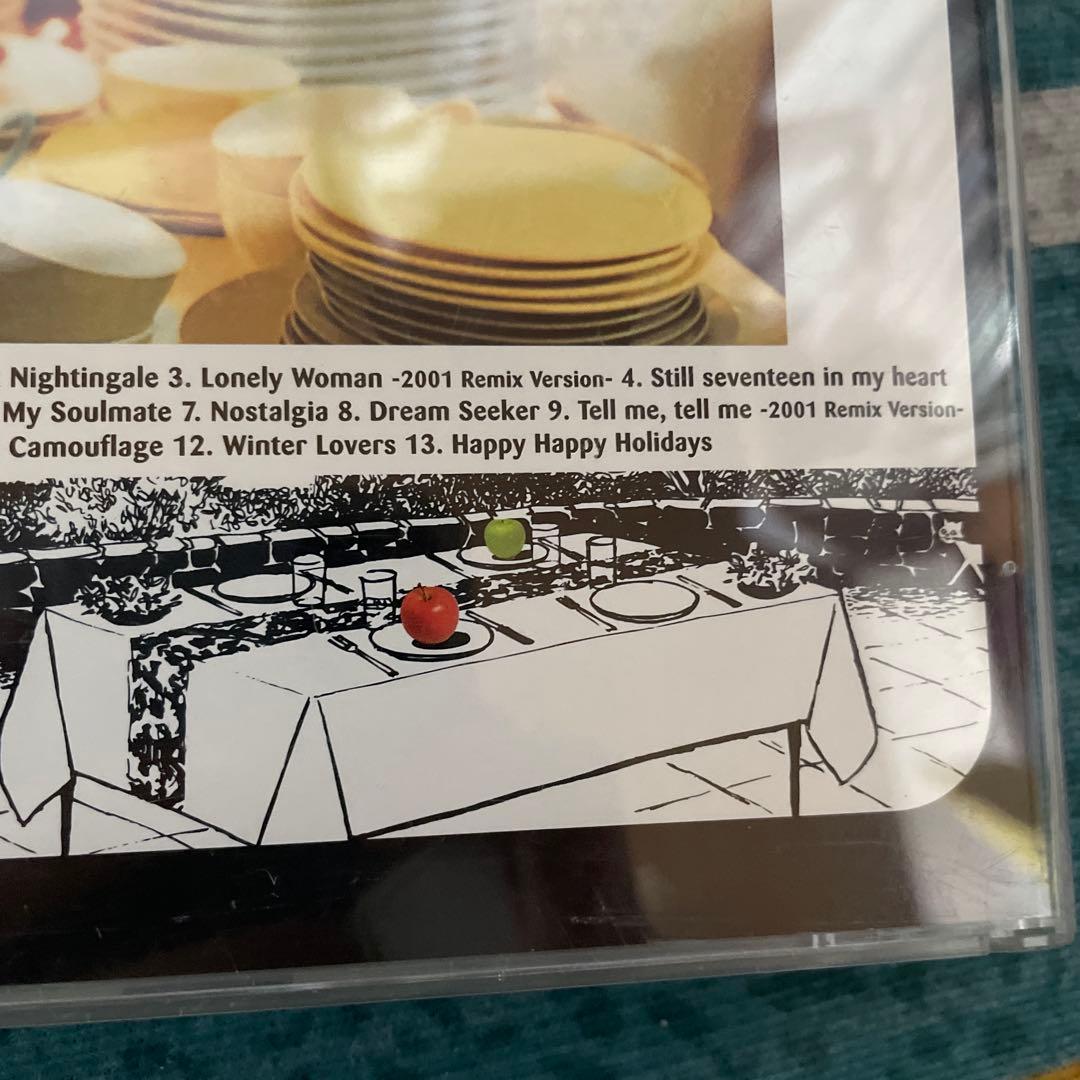 Nightingale 3. Lonely Woman -2001 Remix Version- 4. Still seventeen in my heart
My Soulmate 7. Nostalgia 8. Dream Seeker 9. Tell me, tell me -2001 Remix Version-
Camouflage 12. Winter Lovers 13. Happy Happy Holidays